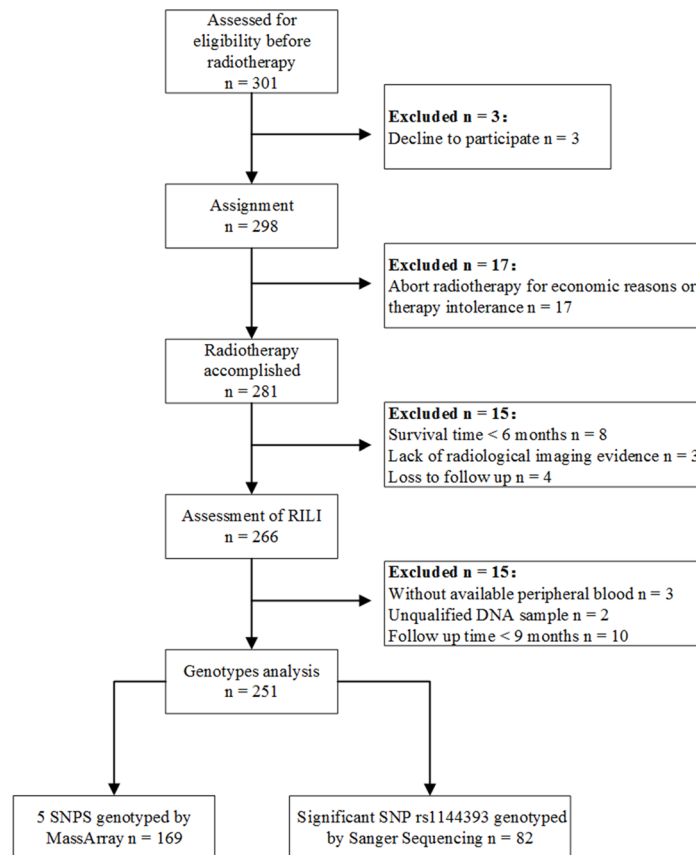 Assessed for
eligibility before
radiotherapy
n = 301
Excluded n = 3：
Decline to participate n = 3
Assignment
n = 298
Excluded n = 17：
Abort radiotherapy for economic reasons or
therapy intolerance n = 17
Radiotherapy
accomplished
n = 281
Excluded n = 15：
Survival time < 6 months n = 8
Lack of radiological imaging evidence n = 3
Loss to follow up n = 4
Assessment of RILI
n = 266
Excluded n = 15：
Without available peripheral blood n = 3
Unqualified DNA sample n = 2
Follow up time < 9 months n = 10
Genotypes analysis
n = 251
5 SNPS genotyped by
MassArray n = 169
Significant SNP rs1144393 genotyped
by Sanger Sequencing n = 82